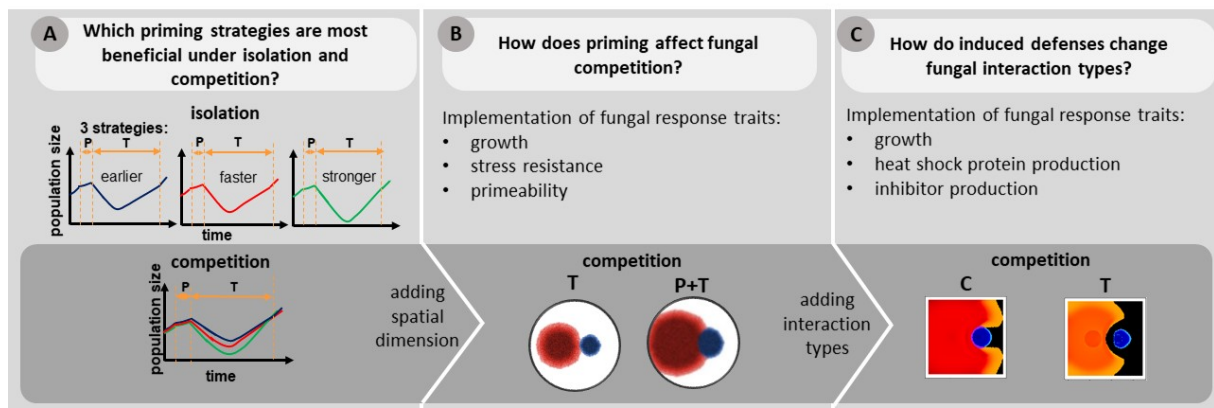 A
Which priming strategies are most
beneficial under isolation and
competition?
isolation
3 strategies:
P T
P T
P T
population size
earlier
faster
stronger
time
competition
P T
population size
time
adding
spatial
dimension
B
How does priming affect fungal
competition?
Implementation of fungal response traits:
• growth
• stress resistance
• primeability
competition
T P+T
adding
interaction
types
C
How do induced defenses change
fungal interaction types?
Implementation of fungal response traits:
• growth
• heat shock protein production
• inhibitor production
competition
C T